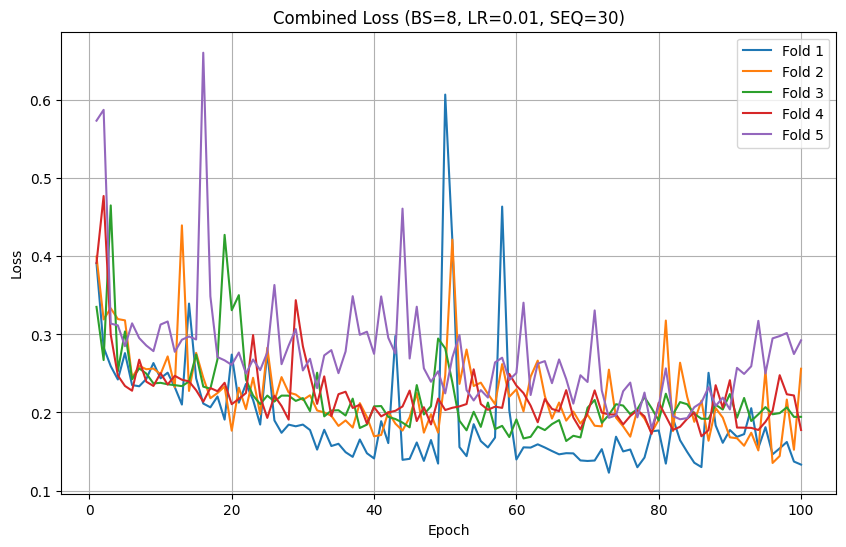 Combined Loss (BS=8, LR=0.01, SEQ=30)
Fold 1
Fold 2
Fold 3
Fold 4
Fold 5
Loss
0.6
0.5
0.4
0.3
0.2
0.1
0 20 40 60 80 100
Epoch